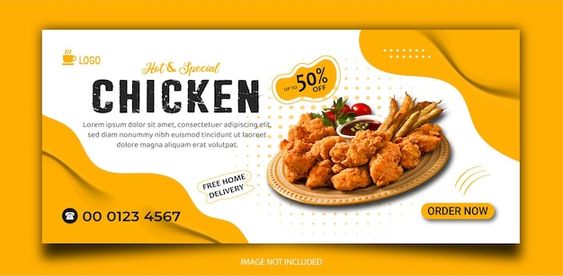 LOGO
Hot & Special
CHICKEN
UP TO 50% OFF
Lorem ipsum dolor sit amet, consectetuer
adipiscing elit, sed diam nonummy nibh
euismod tincidunt ut laoreet dolore
magna aliquam erat volutpat.
FREE HOME
DELIVERY
00 0123 4567
ORDER NOW
IMAGE NOT INCLUDED